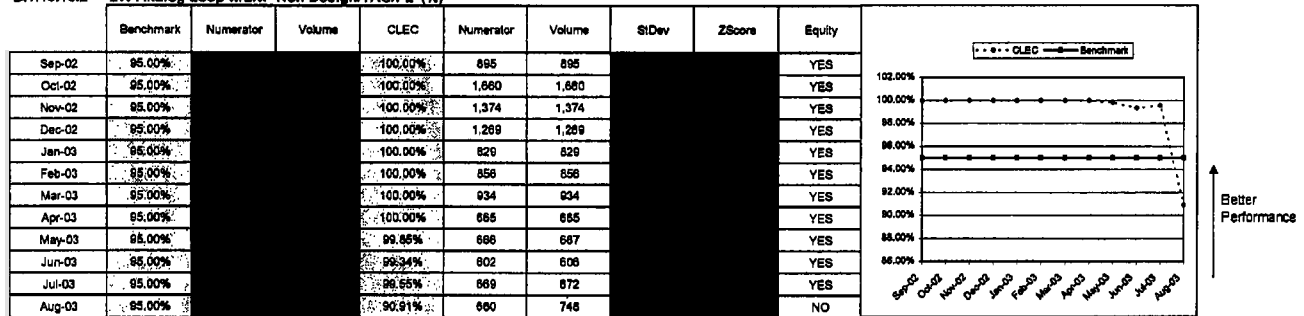 Benchmark Numerator Volume CLEC Numerator Volume StDev ZScore Equity
Sep-02 95.00% 100.00% 895 895 YES
Oct-02 95.00% 100.00% 1,660 1,660 YES
Nov-02 95.00% 100.00% 1,374 1,374 YES
Dec-02 95.00% 100.00% 1,269 1,269 YES
Jan-03 95.00% 100.00% 829 829 YES
Feb-03 95.00% 100.00% 856 856 YES
Mar-03 95.00% 100.00% 934 934 YES
Apr-03 95.00% 100.00% 665 665 YES
May-03 95.00% 99.85% 666 667 YES
Jun-03 95.00% 99.34% 602 606 YES
Jul-03 95.00% 99.55% 669 672 YES
Aug-03 95.00% 90.91% 680 748 NO
CLEC Benchmark
102.00%
100.00%
98.00%
96.00%
94.00%
92.00%
90.00%
88.00%
86.00%
Sep-02 Oct-02 Nov-02 Dec-02 Jan-03 Feb-03 Mar-03 Apr-03 May-03 Jun-03 Jul-03 Aug-03
Better
Performance